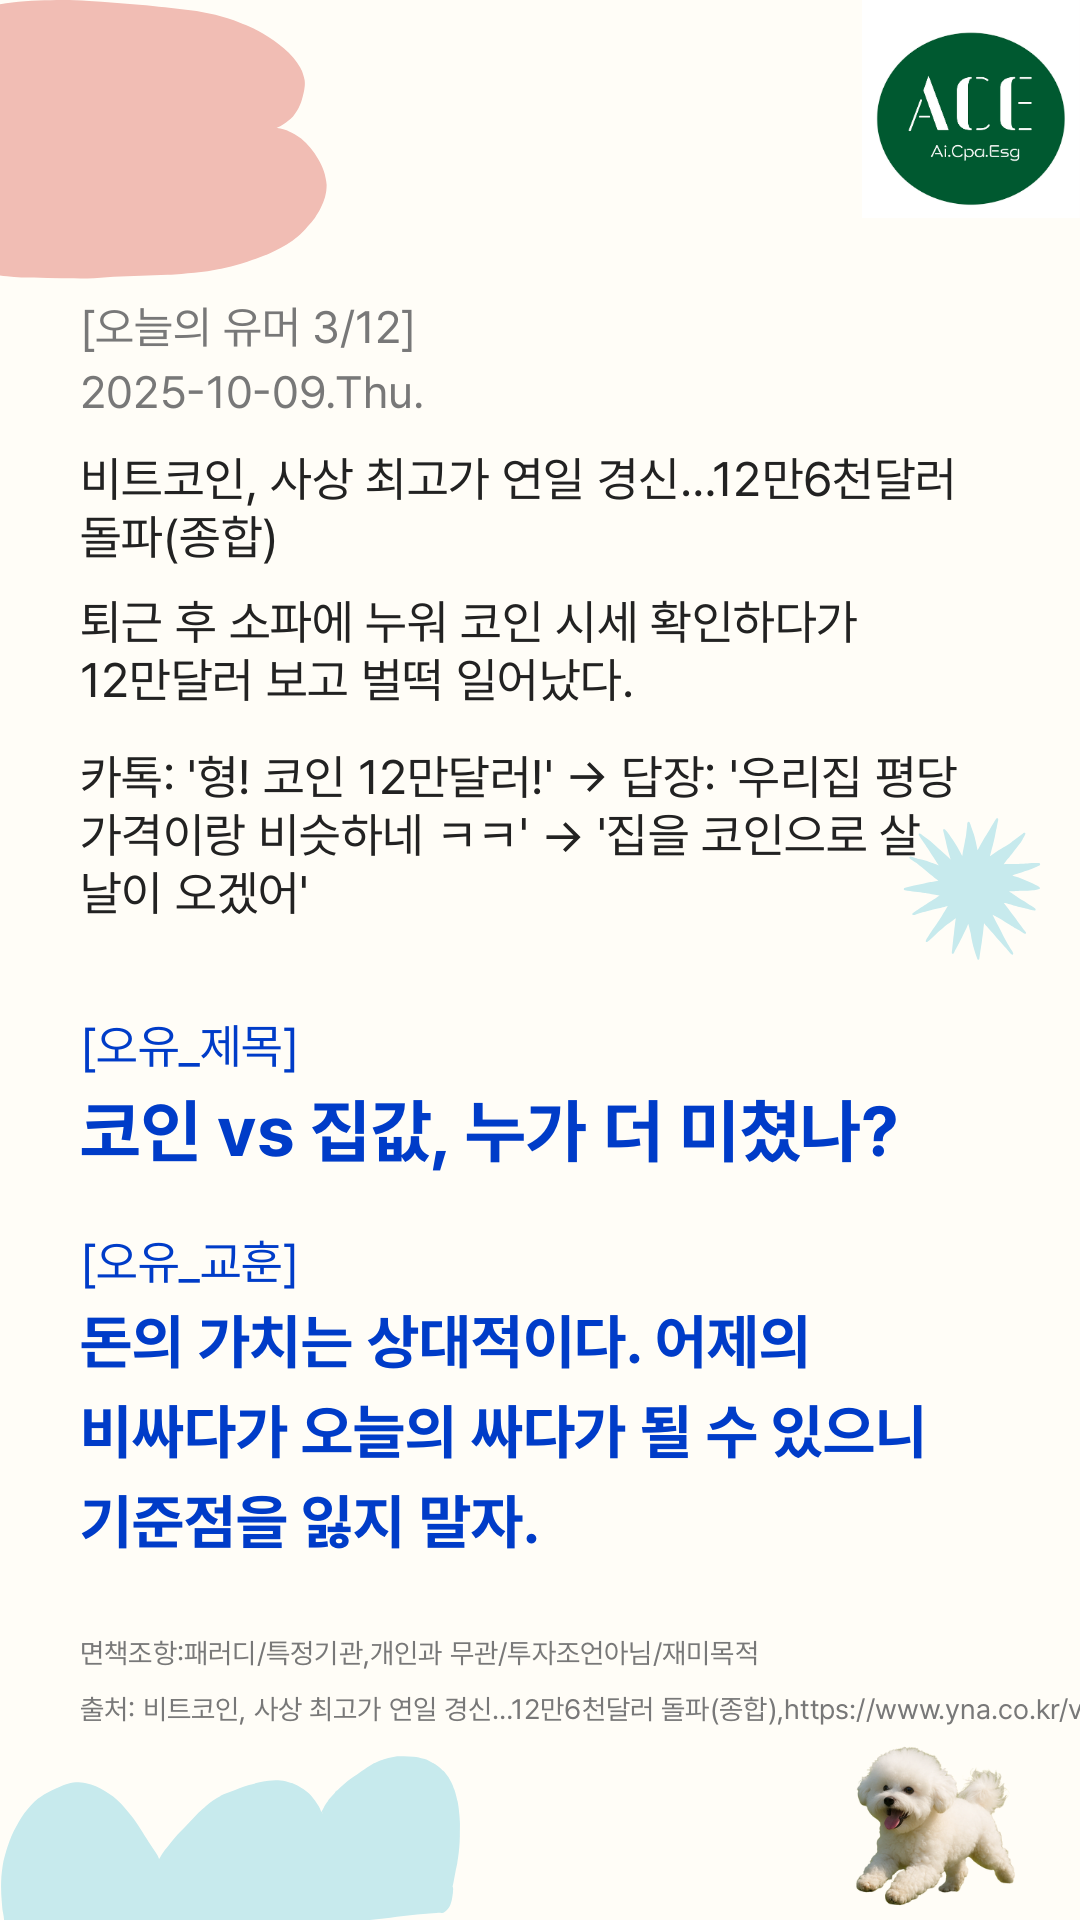 ACE
Ai.Cpa.Esg
[오늘의 유머 3/12]
2025-10-09.Thu.
비트코인, 사상 최고가 연일 경신...12만6천달러
돌파(종합)
퇴근 후 소파에 누워 코인 시세 확인하다가
12만달러 보고 벌떡 일어났다.
카톡: '형! 코인 12만달러!' → 답장: '우리집 평당
가격이랑 비슷하네 ㅋㅋ' → '집을 코인으로 살
날이 오겠어'
[오유_제목]
코인 vs 집값, 누가 더 미쳤나?
[오유_교훈]
돈의 가치는 상대적이다. 어제의
비싸다가 오늘의 싸다가 될 수 있으니
기준점을 잃지 말자.
면책조항:패러디/특정기관,개인과 무관/투자조언아님/재미목적
출처: 비트코인, 사상 최고가 연일 경신...12만6천달러 돌파(종합),https://www.yna.co.kr/v